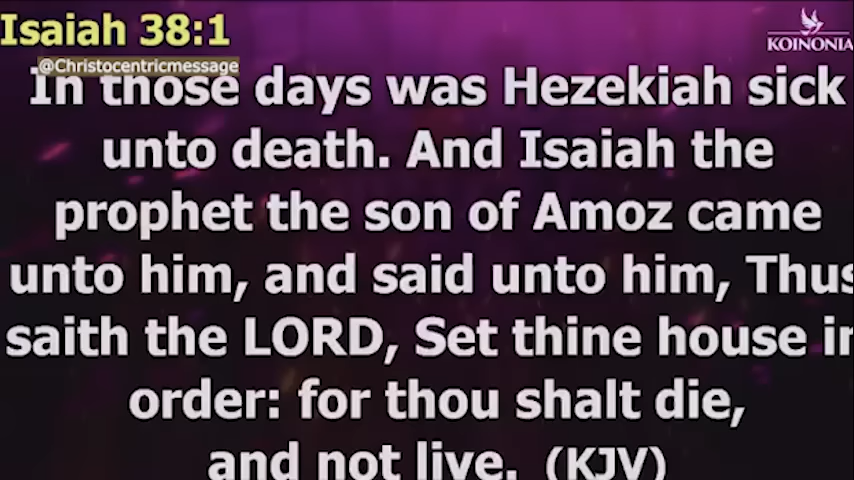 Isaiah 38:1
KOINONIA
@Christocentricmessage
In those days was Hezekiah sick
unto death. And Isaiah the
prophet the son of Amoz came
unto him, and said unto him, Thus
saith the LORD, Set thine house in
order: for thou shalt die,
and not live. (KJV)